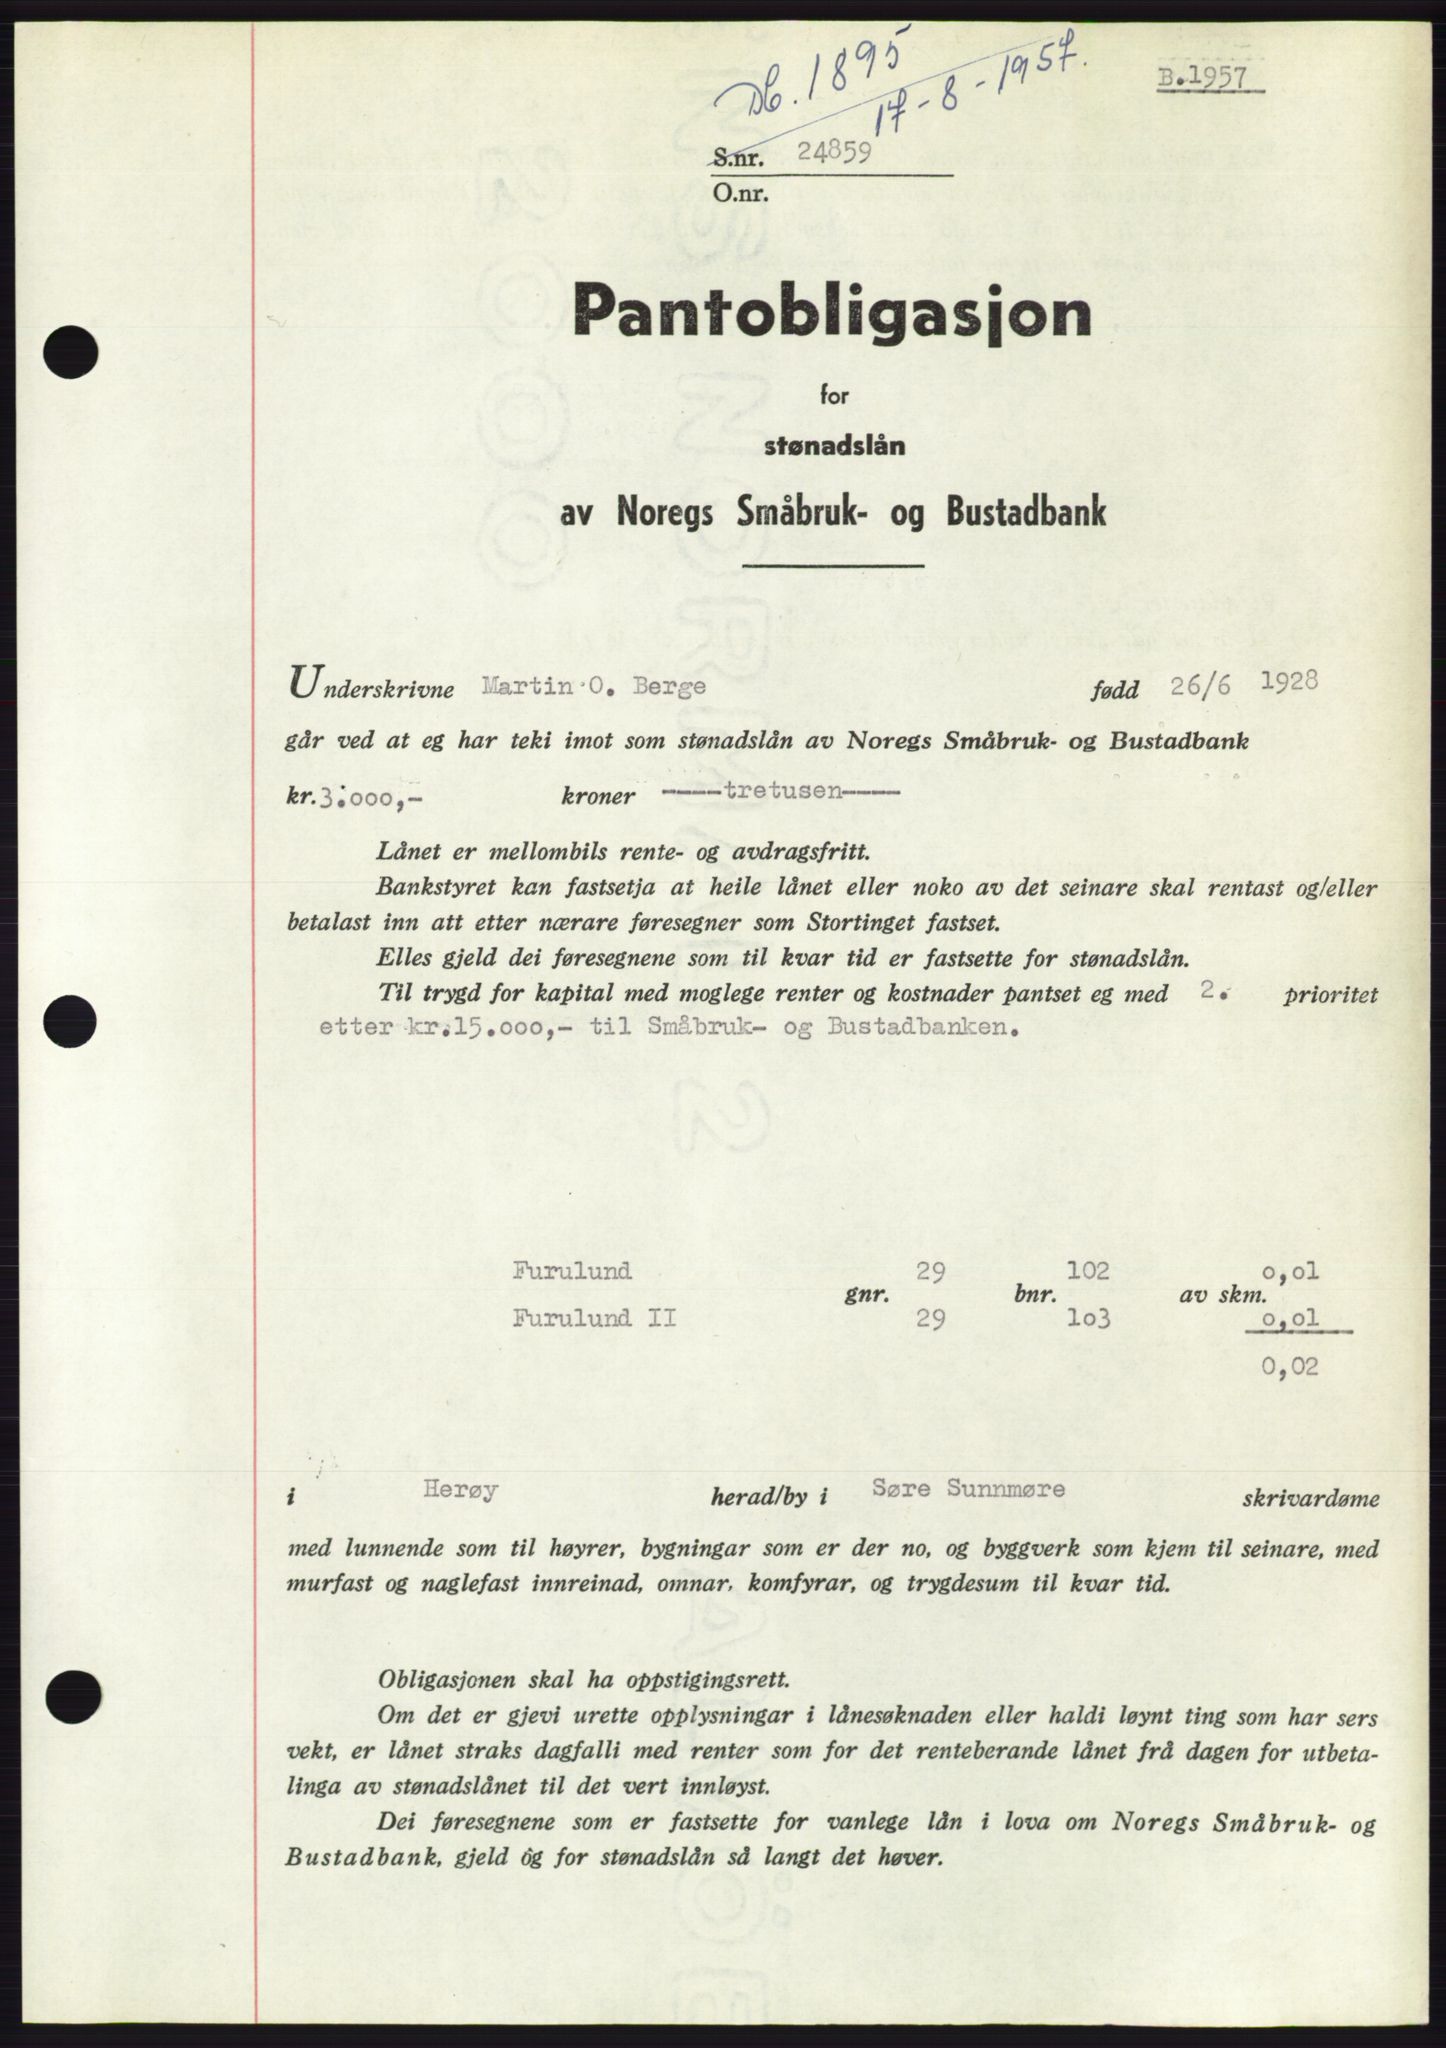 Db. 1895
17-8-1957.
B.1957
S.nr. 24859
O.nr.
Pantobligasjon
for
stønadslån
av Noregs Småbruk- og Bustadbank
Underskrivne Martin O. Berge fødd 26/6 1928
går ved at eg har teki imot som stønadslån av Noregs Småbruk- og Bustadbank
kr. 3.000,- kroner ----tretusen----
Lånet er mellombils rente- og avdragsfritt.
Bankstyret kan fastsetja at heile lånet eller noko av det seinare skal rentast og/eller
betalast inn att etter nærare føresegner som Stortinget fastset.
Elles gjeld dei føresegnene som til kvar tid er fastsette for stønadslån.
Til trygd for kapital med moglege renter og kostnader pantset eg med 2. prioritet
etter kr.15.000,- til Småbruk- og Bustadbanken.
Furulund 29 102 0,01
gnr. bnr. av skm.
Furulund II 29 103 0,01
0,02
i Herøy herad/by i Søre Sunnmøre skrivardøme
med lunnende som til høyrer, bygningar som er der no, og byggverk som kjem til seinare, med
murfast og naglefast innreinad, omnar, komfyrar, og trygdesum til kvar tid.
Obligasjonen skal ha oppstigingsrett.
Om det er gjevi urette opplysningar i lånesøknaden eller haldi løynt ting som har sers
vekt, er lånet straks dagfalli med renter som for det renteberande lånet frå dagen for utbeta-
linga av stønadslånet til det vert innløyst.
Dei føresegnene som er fastsette for vanlege lån i lova om Noregs Småbruk- og
Bustadbank, gjeld òg for stønadslån så langt det høver.